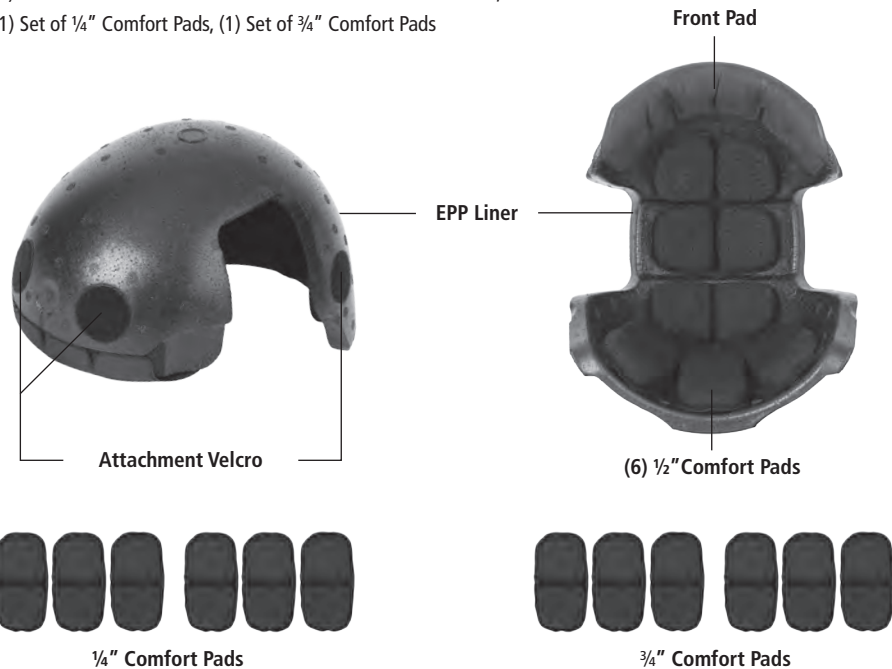 1) Set of ¼” Comfort Pads, (1) Set of ¾” Comfort Pads
Front Pad
EPP Liner
Attachment Velcro
(6) ½” Comfort Pads
¼” Comfort Pads
¾” Comfort Pads